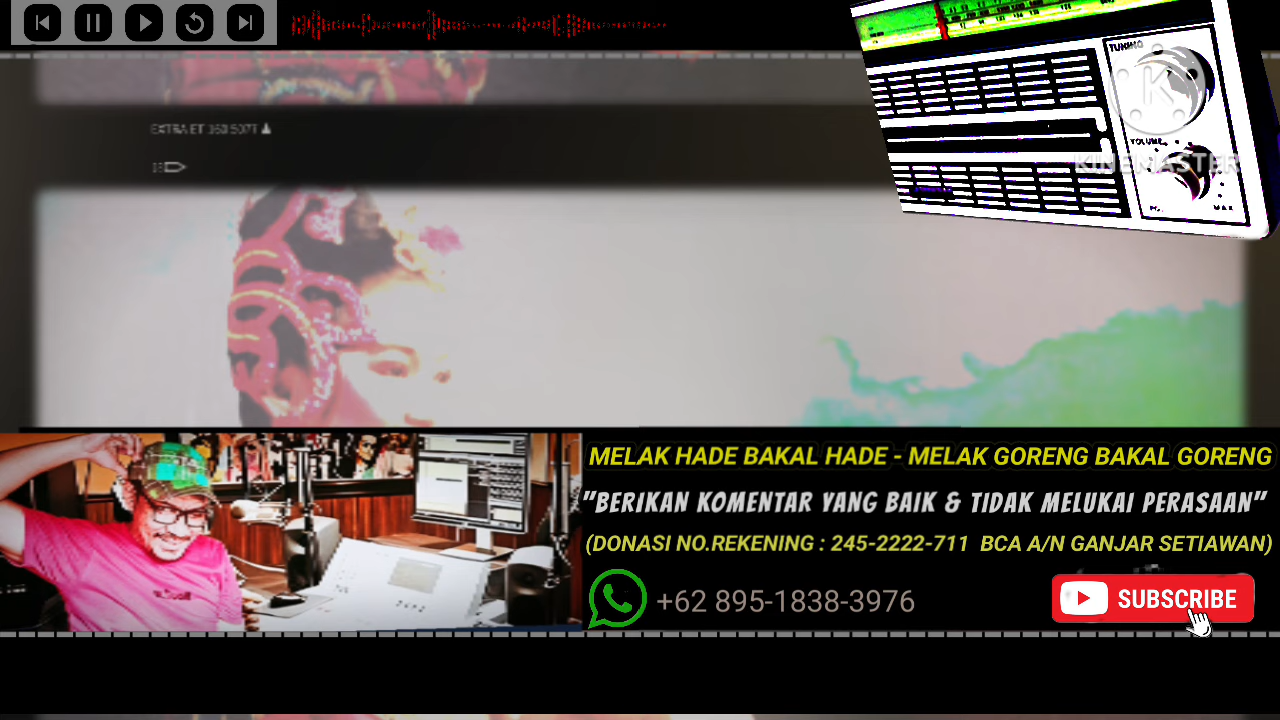 TUNING
VOLUME
MAX
KINEMASTER
MELAK HADE BAKAL HADE - MELAK GORENG BAKAL GORENG
"BERIKAN KOMENTAR YANG BAIK & TIDAK MELUKAI PERASAAN"
(DONASI NO.REKENING : 245-2222-711 BCA A/N GANJAR SETIAWAN)
+62 895-1838-3976
SUBSCRIBE